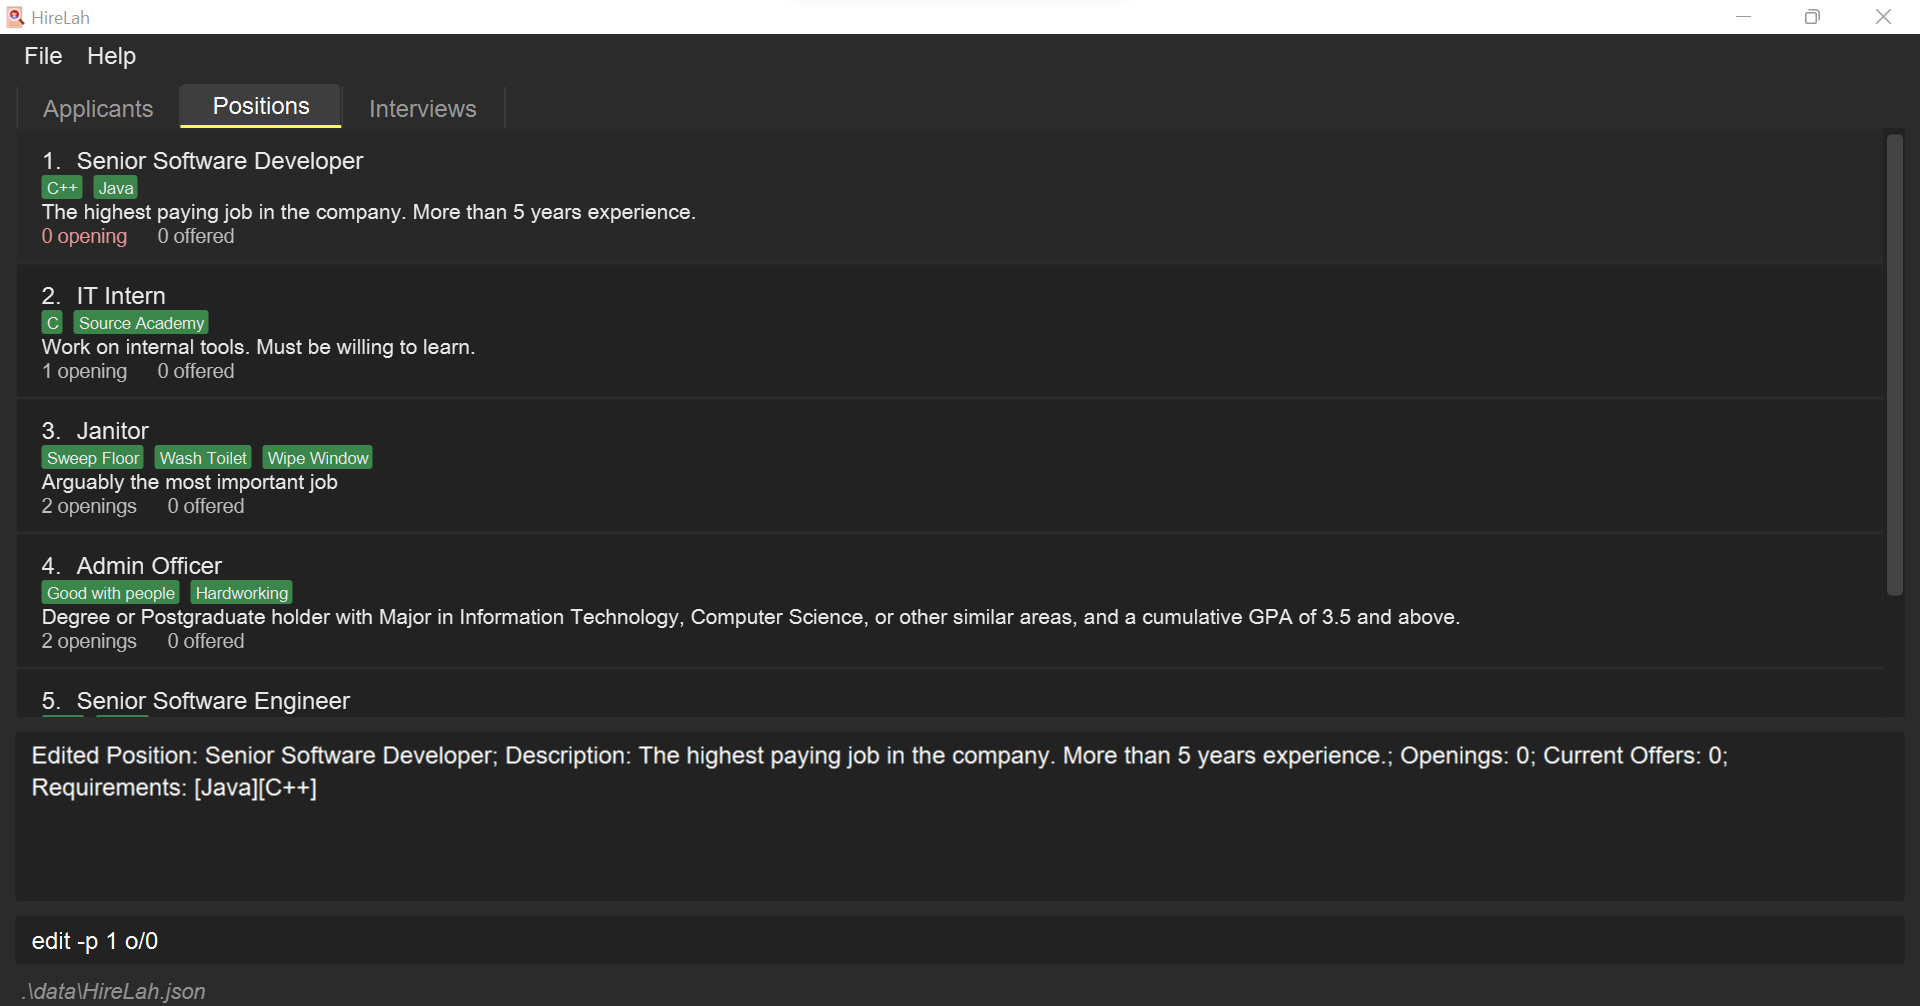 HireLah
File Help
Applicants Positions Interviews
1. Senior Software Developer
C++ Java
The highest paying job in the company. More than 5 years experience.
0 opening 0 offered
2. IT Intern
C Source Academy
Work on internal tools. Must be willing to learn.
1 opening 0 offered
3. Janitor
Sweep Floor Wash Toilet Wipe Window
Arguably the most important job
2 openings 0 offered
4. Admin Officer
Good with people Hardworking
Degree or Postgraduate holder with Major in Information Technology, Computer Science, or other similar areas, and a cumulative GPA of 3.5 and above.
2 openings 0 offered
5. Senior Software Engineer
Edited Position: Senior Software Developer; Description: The highest paying job in the company. More than 5 years experience.; Openings: 0; Current Offers: 0;
Requirements: [Java][C++]
edit -p 1 o/0
.\data\HireLah.json